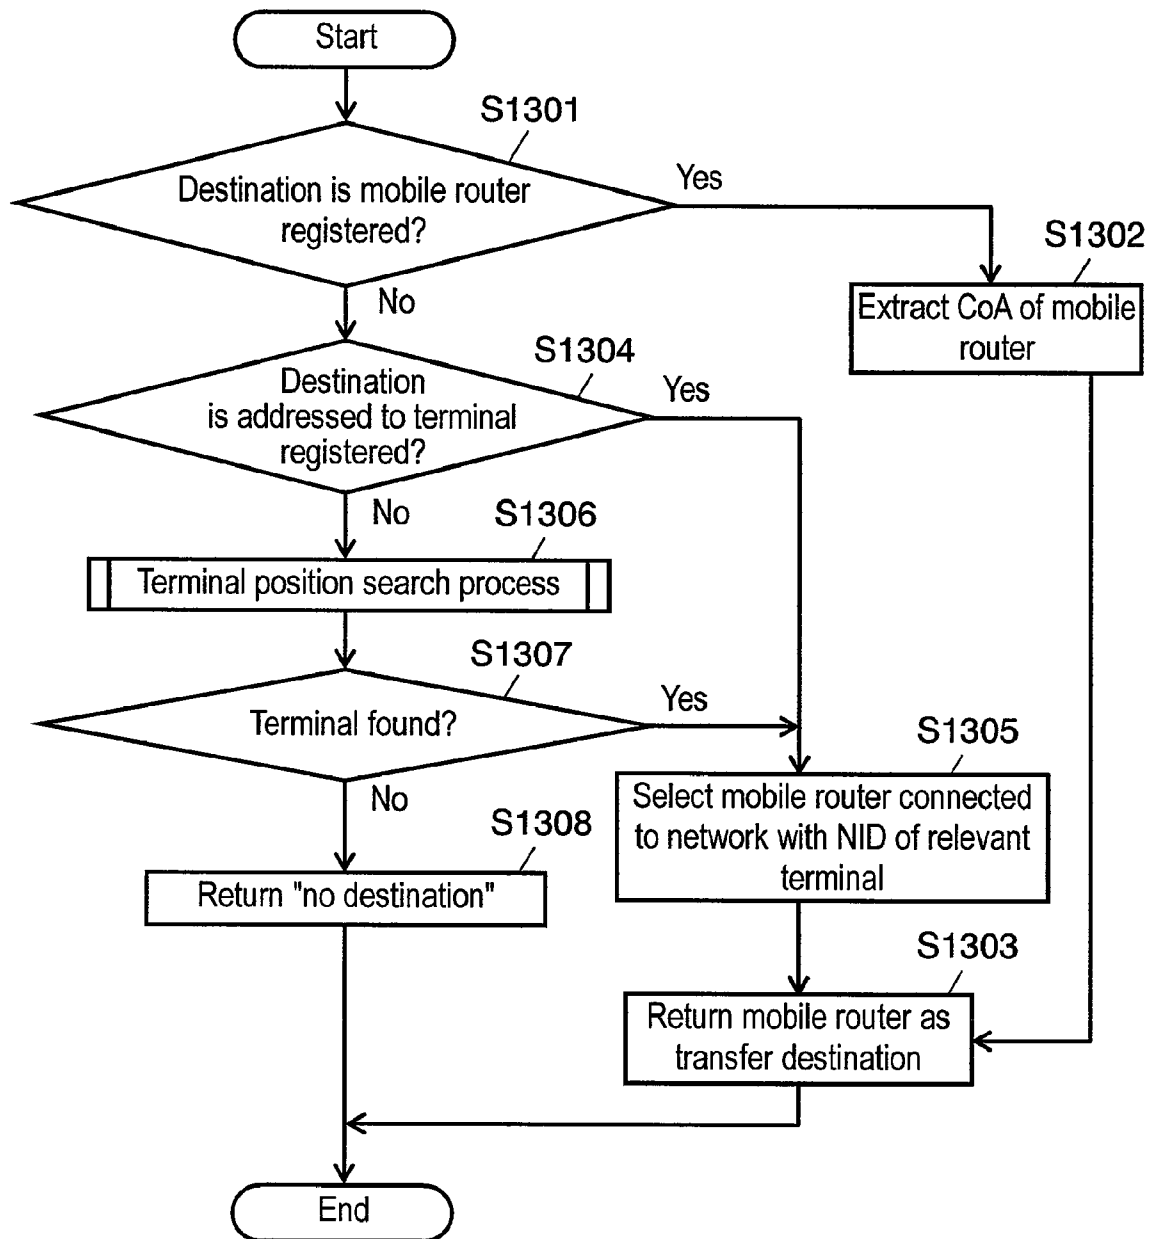 Start
S1301
Destination is mobile router
registered?
Yes
S1302
Extract CoA of mobile
router
No
S1304
Destination
is addressed to terminal
registered?
Yes
No
S1306
Terminal position search process
S1307
Terminal found?
Yes
S1305
Select mobile router connected
to network with NID of relevant
terminal
No
S1308
Return "no destination"
S1303
Return mobile router as
transfer destination
End